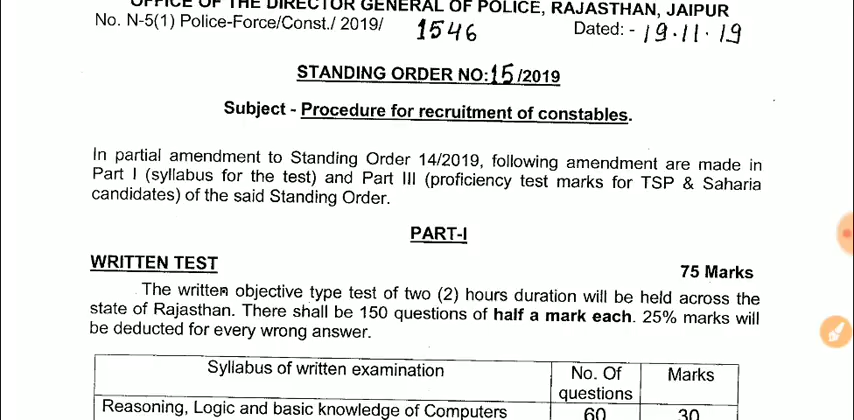 OFFICE OF THE DIRECTOR GENERAL OF POLICE, RAJASTHAN, JAIPUR
No. N-5(1) Police-Force/Const./ 2019/ 1546 Dated: - 19.11.19
STANDING ORDER NO:15/2019
Subject - Procedure for recruitment of constables.
In partial amendment to Standing Order 14/2019, following amendment are made in
Part I (syllabus for the test) and Part III (proficiency test marks for TSP & Saharia
candidates) of the said Standing Order.
PART-I
WRITTEN TEST 75 Marks
The written objective type test of two (2) hours duration will be held across the
state of Rajasthan. There shall be 150 questions of half a mark each. 25% marks will
be deducted for every wrong answer.
Syllabus of written examination No. Of Marks
questions
Reasoning, Logic and basic knowledge of Computers 60 30